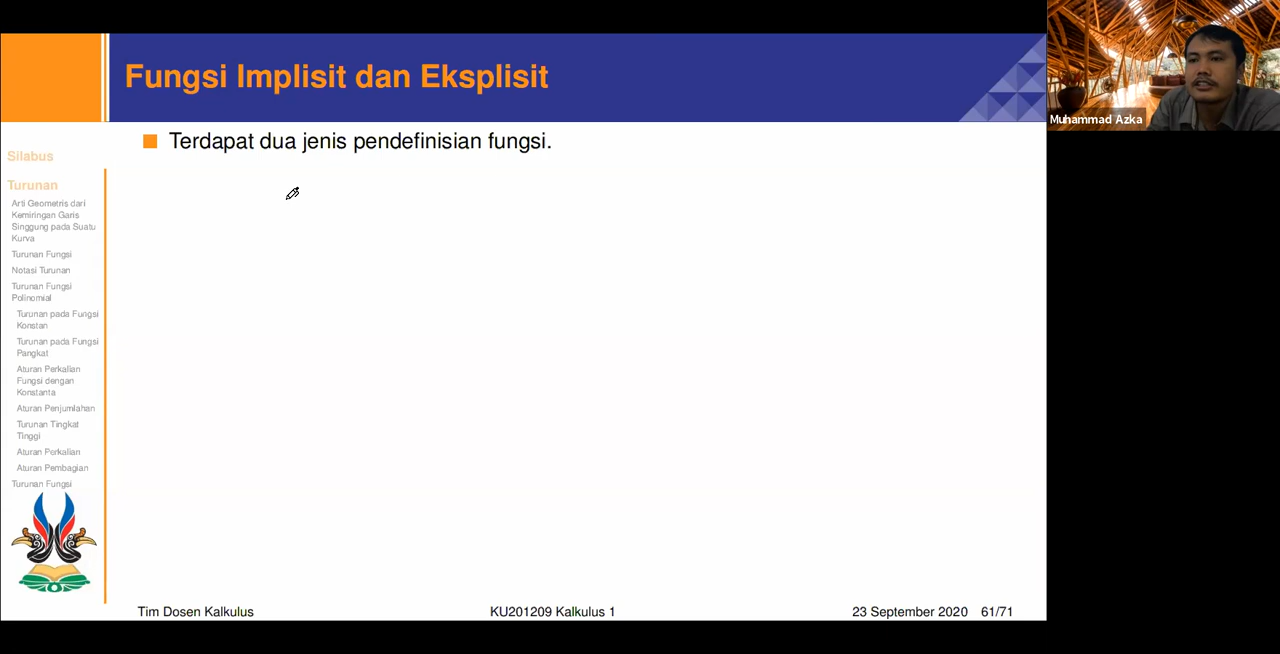 Fungsi Implisit dan Eksplisit
Terdapat dua jenis pendefinisian fungsi.
Silabus
Turunan
Arti Geometris dari
Kemiringan Garis
Singgung pada Suatu
Kurva
Turunan Fungsi
Notasi Turunan
Turunan Fungsi
Polinomial
Turunan pada Fungsi
Konstan
Turunan pada Fungsi
Pangkat
Aturan Perkalian
Fungsi dengan
Konstanta
Aturan Penjumlahan
Turunan Tingkat
Tinggi
Aturan Perkalian
Aturan Pembagian
Turunan Fungsi
Tim Dosen Kalkulus
KU201209 Kalkulus 1
23 September 2020 61/71
Muhammad Azka